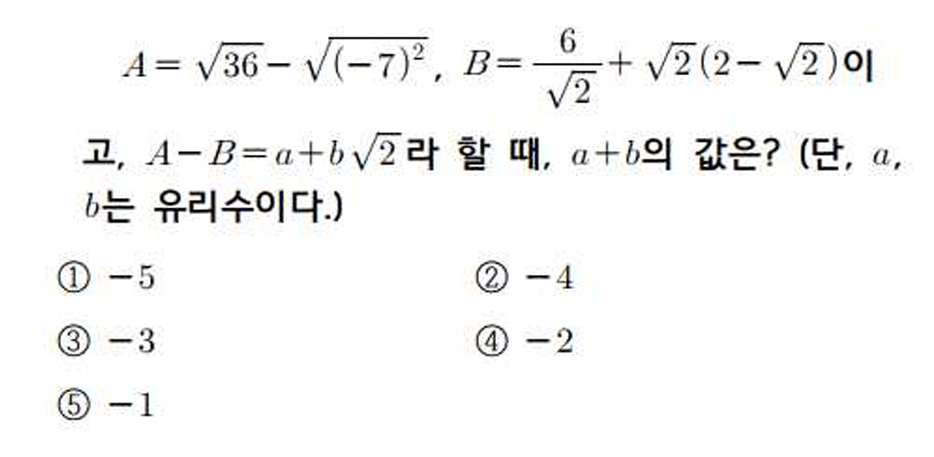 A = √36 − √(−7)², B = 6/√2 + √2(2 − √2)이
고, A − B = a + b√2라 할 때, a + b의 값은? (단, a,
b는 유리수이다.)
① −5 ② −4
③ −3 ④ −2
⑤ −1